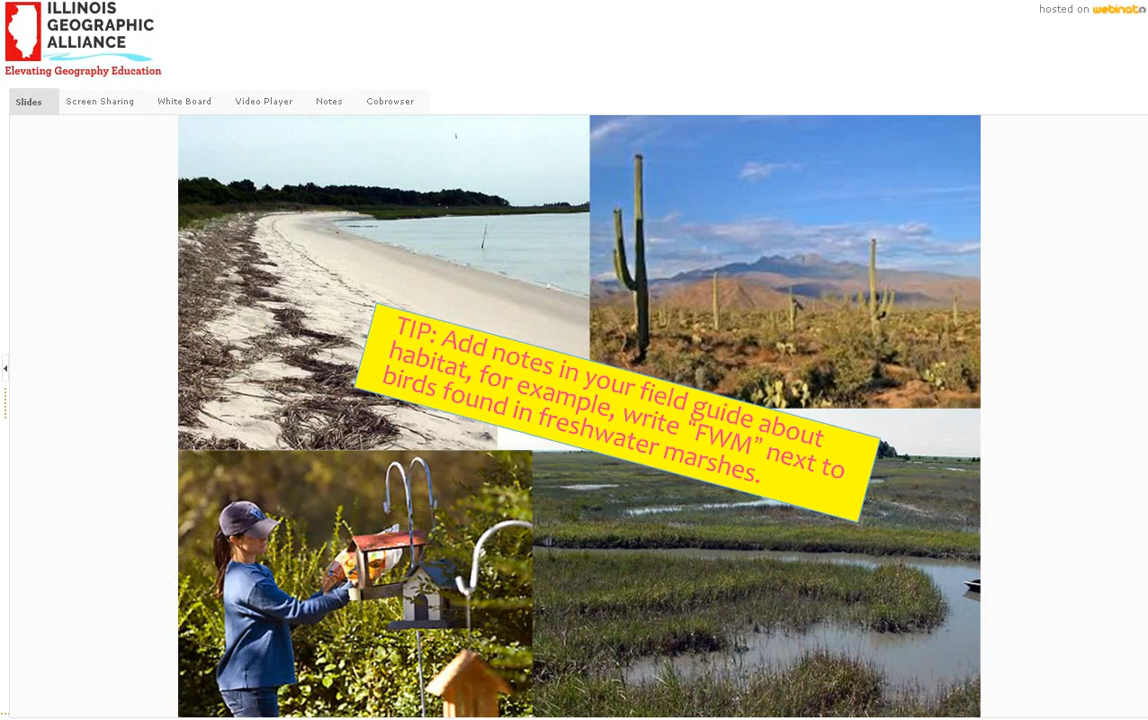 ILLINOIS
GEOGRAPHIC
ALLIANCE
Elevating Geography Education
hosted on webinato
Slides
Screen Sharing
White Board
Video Player
Notes
Cobrowser
TIP: Add notes in your field guide about
habitat, for example, write “FWM” next to
birds found in freshwater marshes.